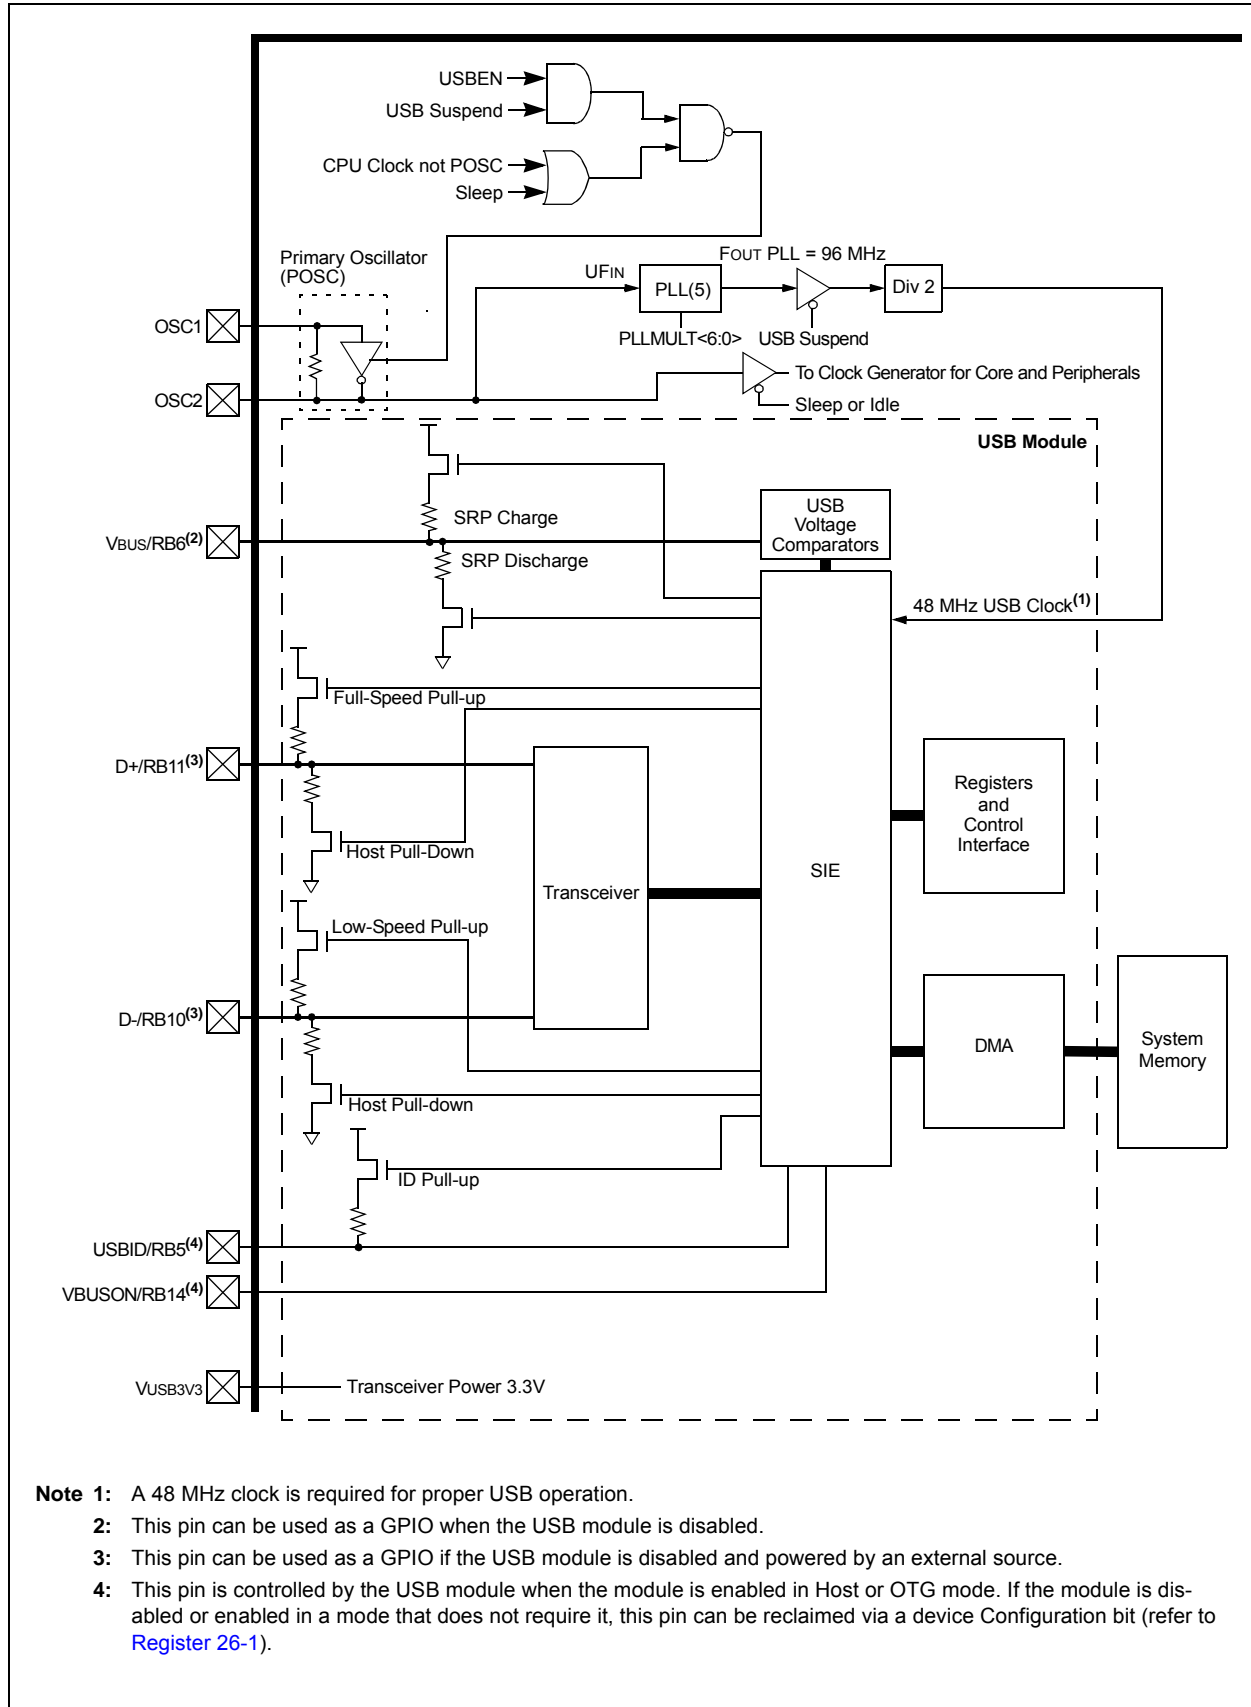 USBEN
USB Suspend
CPU Clock not POSC
Sleep
Primary Oscillator
(POSC)
UFIN
FOUT PLL = 96 MHz
PLL(5)
Div 2
PLLMULT<6:0>
USB Suspend
OSC1
To Clock Generator for Core and Peripherals
OSC2
Sleep or Idle
USB Module
USB
Voltage
Comparators
SRP Charge
VBUS/RB6(2)
SRP Discharge
48 MHz USB Clock(1)
Full-Speed Pull-up
D+/RB11(3)
Registers
and
Control
Interface
Host Pull-Down
SIE
Transceiver
Low-Speed Pull-up
D-/RB10(3)
DMA
System
Memory
Host Pull-down
ID Pull-up
USBID/RB5(4)
VBUSON/RB14(4)
VUSB3V3
Transceiver Power 3.3V
Note 1: A 48 MHz clock is required for proper USB operation.
2: This pin can be used as a GPIO when the USB module is disabled.
3: This pin can be used as a GPIO if the USB module is disabled and powered by an external source.
4: This pin is controlled by the USB module when the module is enabled in Host or OTG mode. If the module is dis-
abled or enabled in a mode that does not require it, this pin can be reclaimed via a device Configuration bit (refer to
Register 26-1).